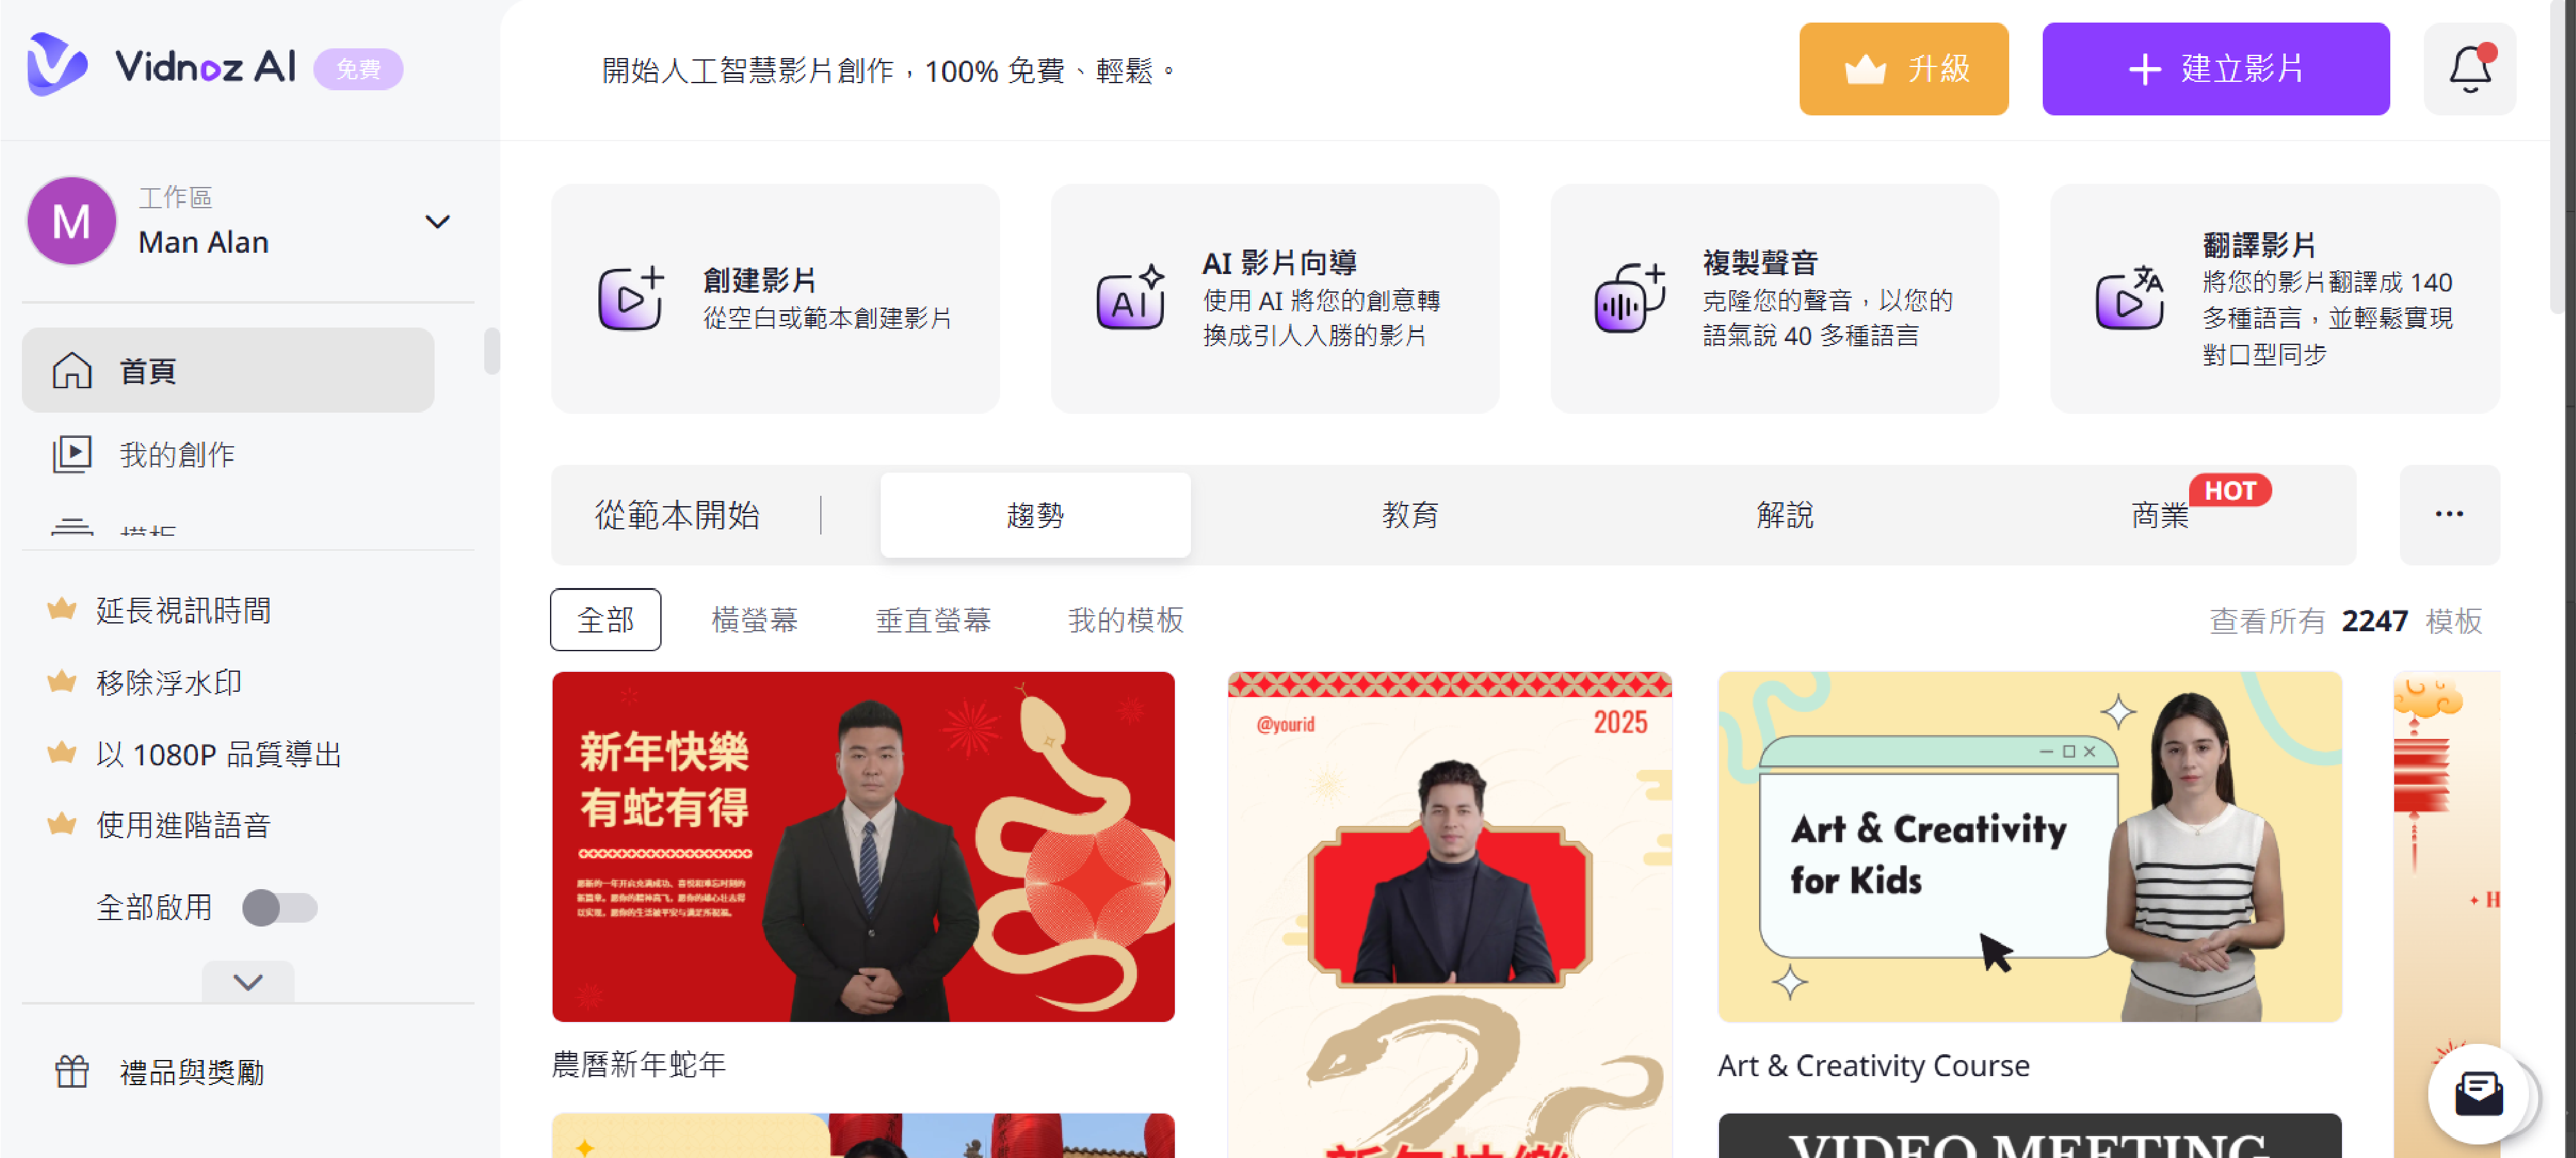 Vidnoz AI 免費
開始人工智慧影片創作，100% 免費、輕鬆。
升級
建立影片
M
工作區
Man Alan
首頁
我的創作
模板
延長視訊時間
移除浮水印
以 1080P 品質導出
使用進階語音
全部啟用
禮品與獎勵
創建影片
從空白或範本創建影片
AI
AI 影片向導
使用 AI 將您的創意轉
換成引人入勝的影片
複製聲音
克隆您的聲音，以您的
語氣說 40 多種語言
文A
翻譯影片
將您的影片翻譯成 140
多種語言，並輕鬆實現
對口型同步
從範本開始
趨勢
教育
解説
商業
HOT
全部
橫螢幕
垂直螢幕
我的模板
查看所有 2247 模板
新年快樂
有蛇有得
農曆新年蛇年
@yourid
2025
新年快樂
Art & Creativity
for Kids
Art & Creativity Course
VIDEO MEETING
H